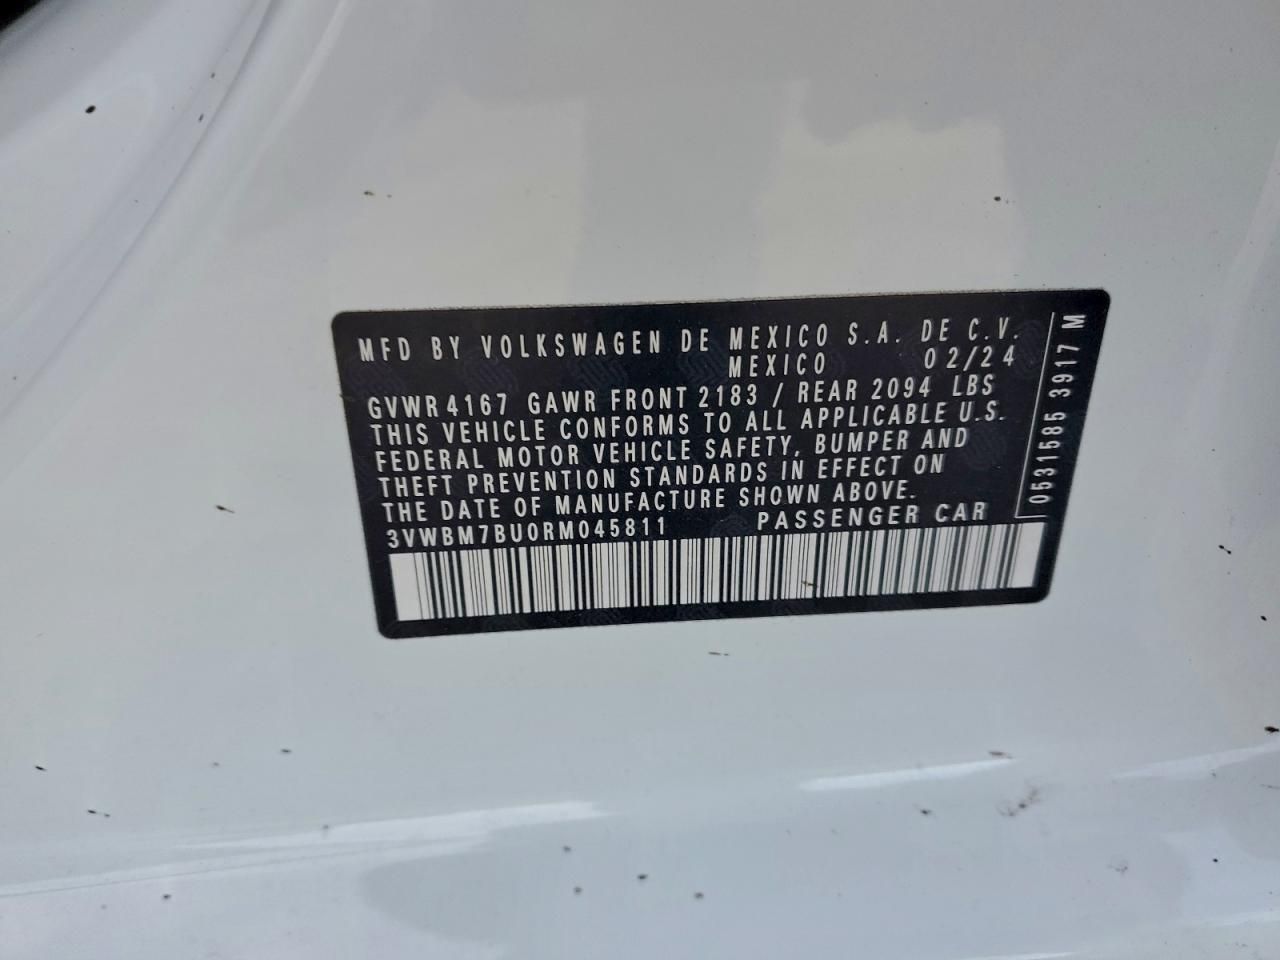 MFD BY VOLKSWAGEN DE MEXICO S.A. DE C.V.
MEXICO 02/24
GVWR 4167 GAWR FRONT 2183 / REAR 2094 LBS
THIS VEHICLE CONFORMS TO ALL APPLICABLE U.S.
FEDERAL MOTOR VEHICLE SAFETY, BUMPER AND
THEFT PREVENTION STANDARDS IN EFFECT ON
THE DATE OF MANUFACTURE SHOWN ABOVE.
3VWBM7BU0RM045811 PASSENGER CAR
0531585 3917 M